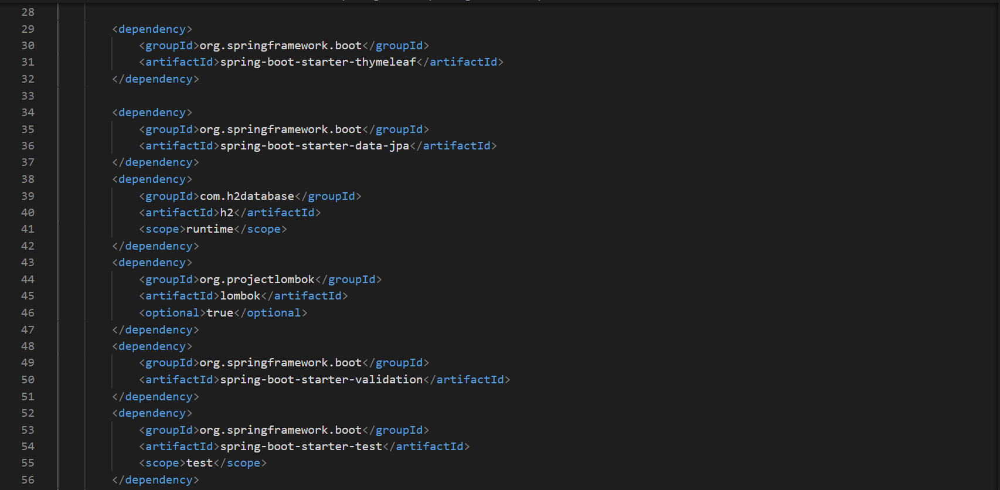 28
29 <dependency>
30 <groupId>org.springframework.boot</groupId>
31 <artifactId>spring-boot-starter-thymeleaf</artifactId>
32 </dependency>
33
34 <dependency>
35 <groupId>org.springframework.boot</groupId>
36 <artifactId>spring-boot-starter-data-jpa</artifactId>
37 </dependency>
38 <dependency>
39 <groupId>com.h2database</groupId>
40 <artifactId>h2</artifactId>
41 <scope>runtime</scope>
42 </dependency>
43 <dependency>
44 <groupId>org.projectlombok</groupId>
45 <artifactId>lombok</artifactId>
46 <optional>true</optional>
47 </dependency>
48 <dependency>
49 <groupId>org.springframework.boot</groupId>
50 <artifactId>spring-boot-starter-validation</artifactId>
51 </dependency>
52 <dependency>
53 <groupId>org.springframework.boot</groupId>
54 <artifactId>spring-boot-starter-test</artifactId>
55 <scope>test</scope>
56 </dependency>